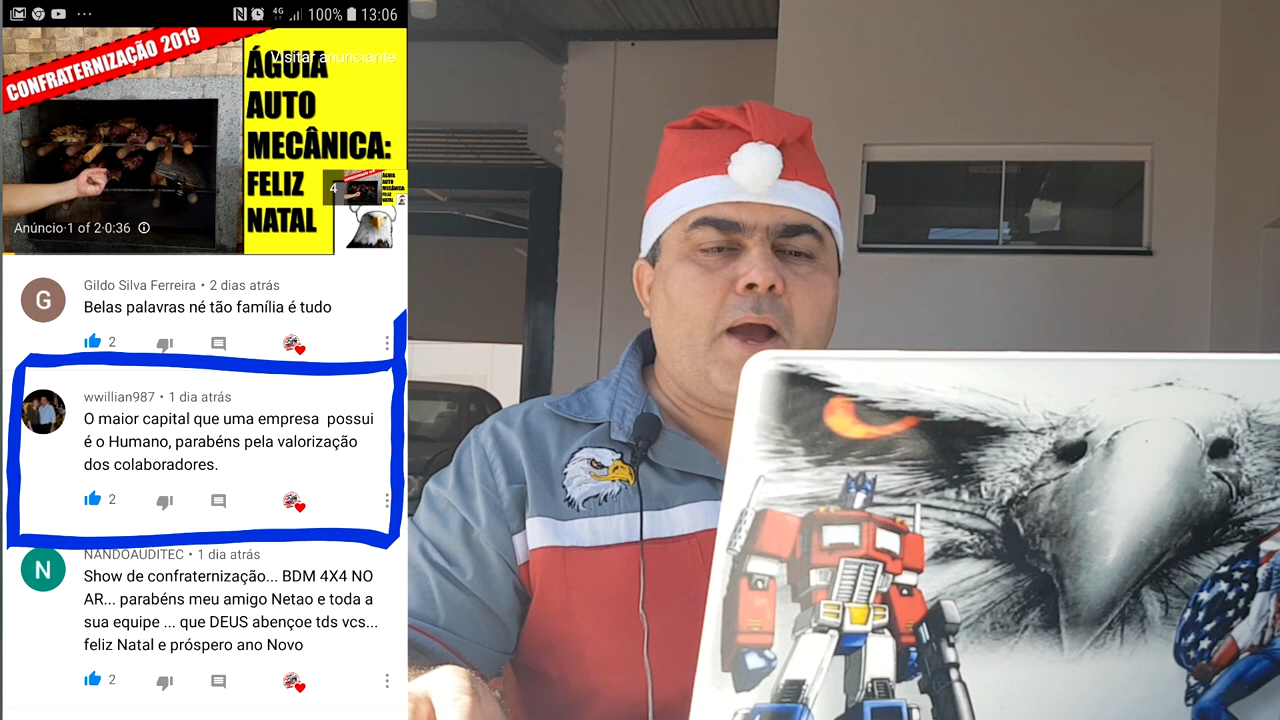 4G 100% 13:06
CONFRATERNIZAÇÃO 2019
Visitar anunciante
ÁGUIA
AUTO
MECÂNICA:
FELIZ
NATAL
4
Anúncio·1 of 2·0:36
G
Gildo Silva Ferreira • 2 dias atrás
Belas palavras né tão família é tudo
2
wwillian987 • 1 dia atrás
O maior capital que uma empresa possui
é o Humano, parabéns pela valorização
dos colaboradores.
2
N
NANDOAUDITEC • 1 dia atrás
Show de confraternização... BDM 4X4 NO
AR... parabéns meu amigo Netao e toda a
sua equipe ... que DEUS abençoe tds vcs...
feliz Natal e próspero ano Novo
2